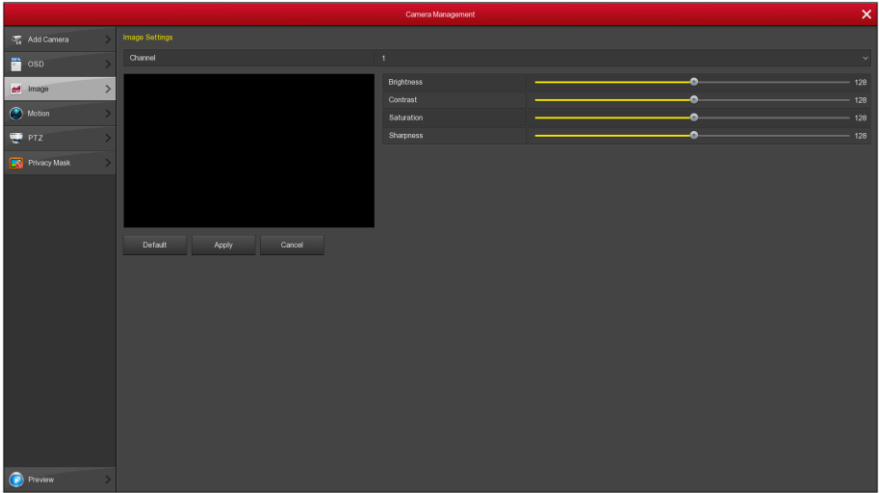 Camera Management
Add Camera
OSD
Image
Motion
PTZ
Privacy Mask
Preview
Image Settings
Channel 1
Brightness 128
Contrast 128
Saturation 128
Sharpness 128
Default Apply Cancel